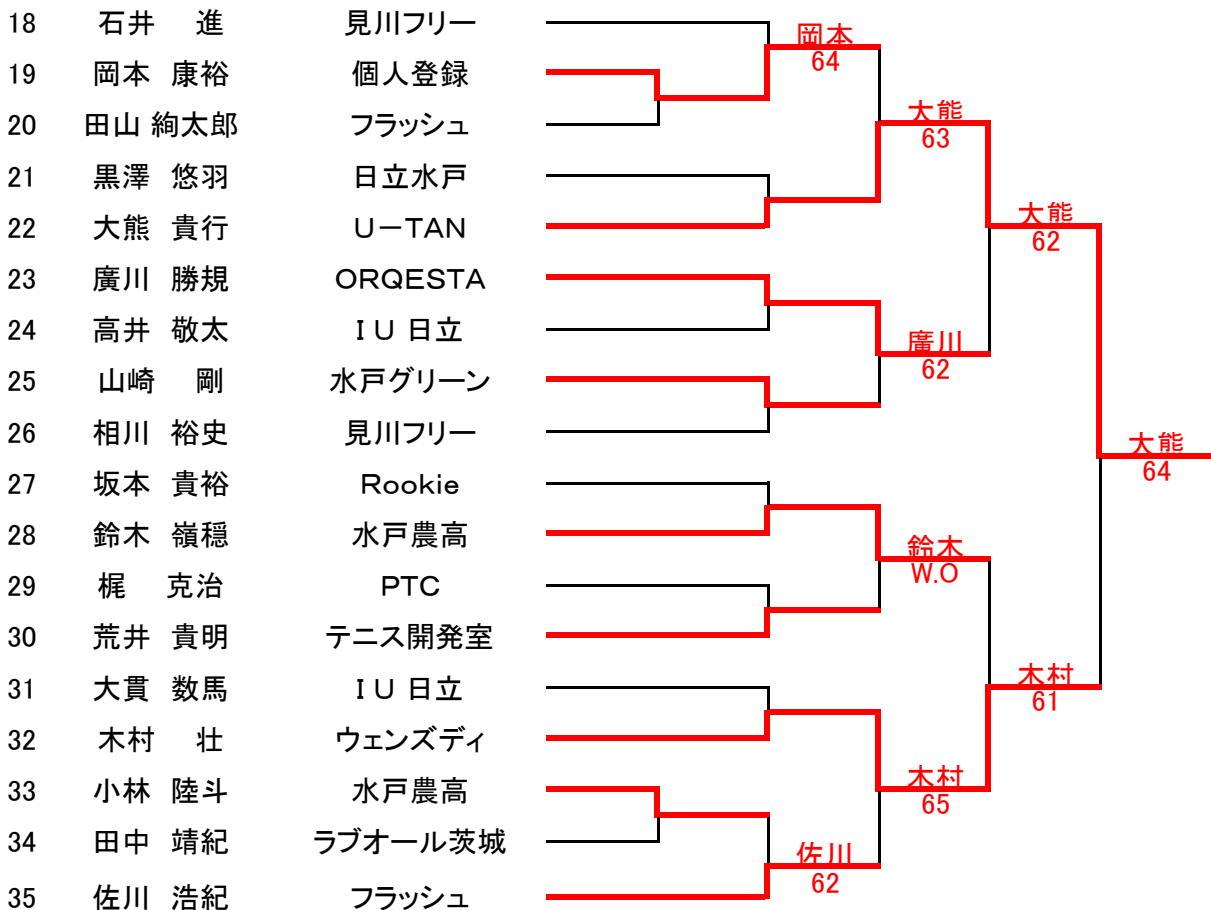 18 石井 進 見川フリー
岡本
64
19 岡本 康裕 個人登録
20 田山 絢太郎 フラッシュ
大熊
63
21 黒澤 悠羽 日立水戸
22 大熊 貴行 U－TAN
大熊
62
23 廣川 勝規 ORQESTA
24 高井 敬太 I U 日立
廣川
62
25 山崎 剛 水戸グリーン
26 相川 裕史 見川フリー
大熊
64
27 坂本 貴裕 Rookie
28 鈴木 嶺穏 水戸農高
鈴木
W.O
29 梶 克治 PTC
30 荒井 貴明 テニス開発室
31 大貫 数馬 I U 日立
木村
61
32 木村 壮 ウェンズディ
33 小林 陸斗 水戸農高
木村
65
34 田中 靖紀 ラブオール茨城
佐川
62
35 佐川 浩紀 フラッシュ